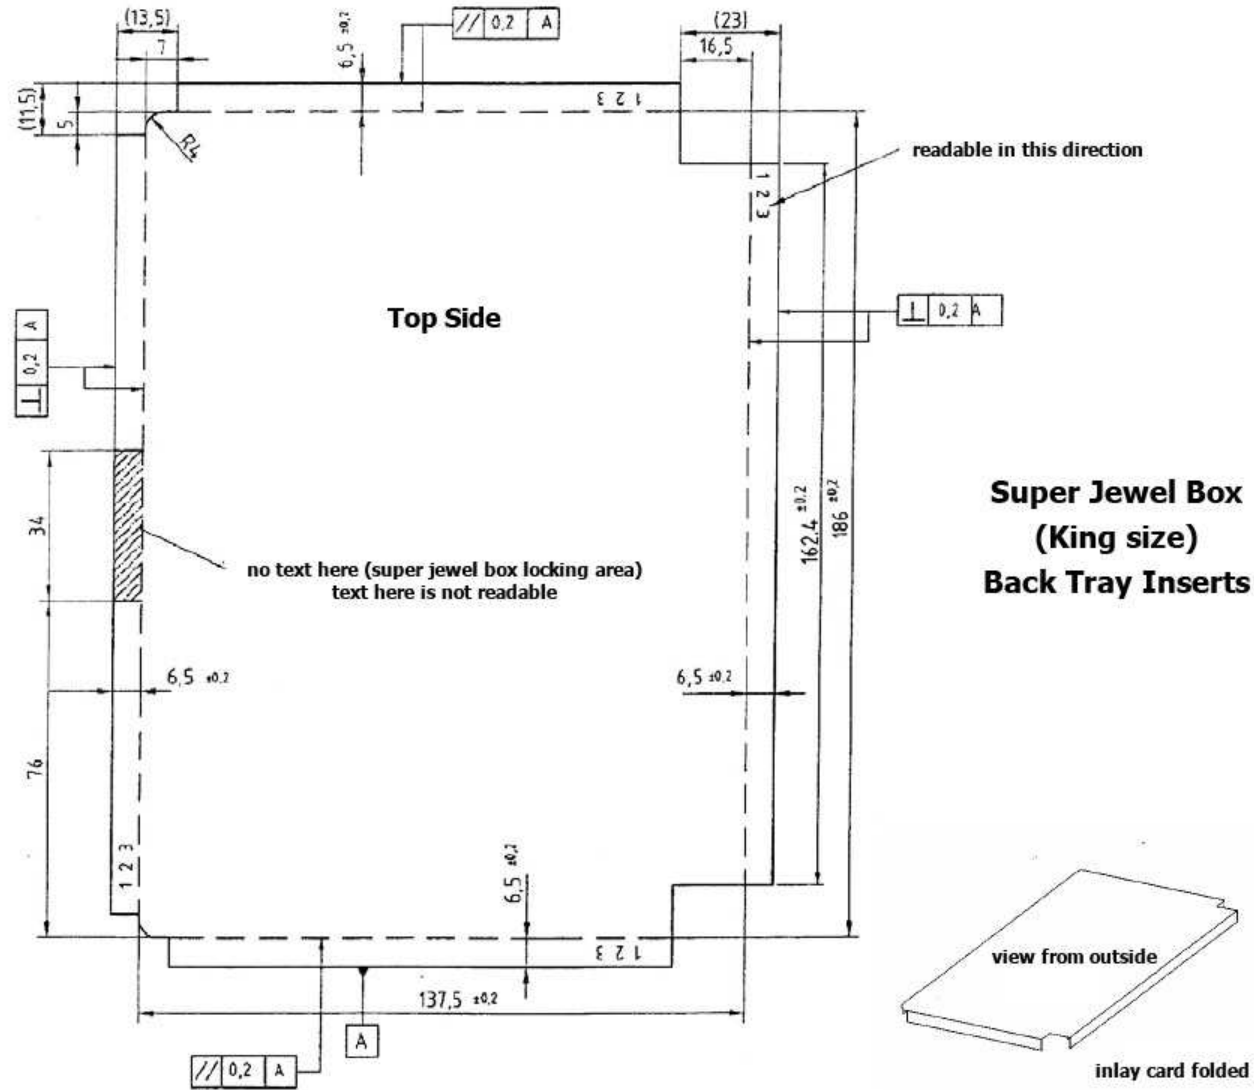 (13,5)
7
6,5 ±0,2
// 0,2 A
(23)
16,5
(11,5)
5
R4
1 2 3
readable in this direction
1 2 3
Top Side
⊥ 0,2 A
⊥ 0,2 A
34
no text here (super jewel box locking area)
text here is not readable
162.4 ±0.2
186 ±0,2
Super Jewel Box
(King size)
Back Tray Inserts
6,5 ±0,2
6,5 ±0,2
76
1 2 3
6,5 ±0,2
1 2 3
view from outside
137,5 ±0,2
A
// 0,2 A
inlay card folded